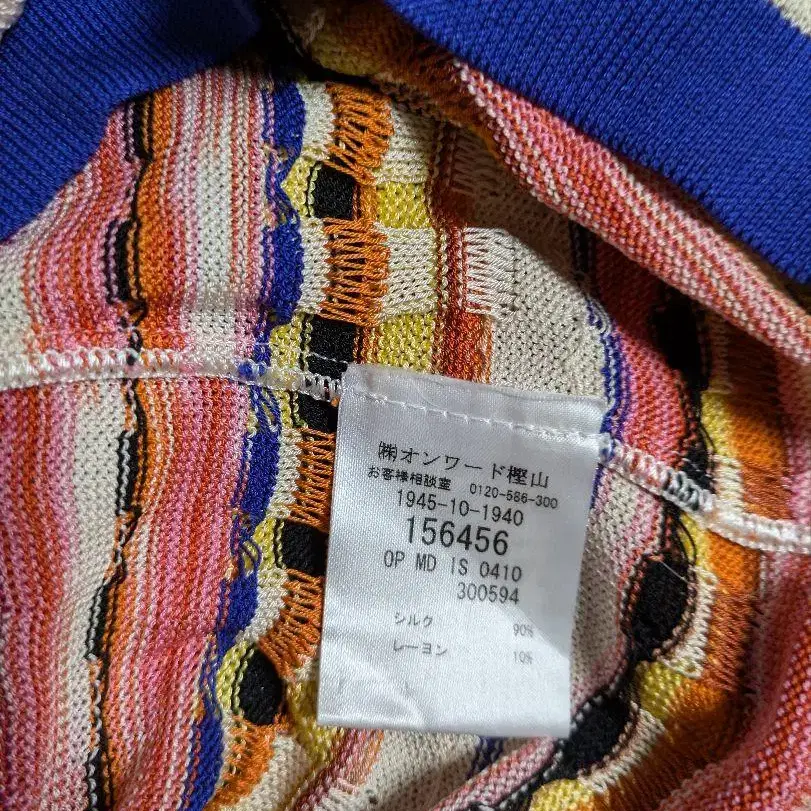 ㈱オンワード樫山
お客様相談室 0120-566-300
1945-10-1940
156456
OP MD IS 0410
300594
シルク 90%
レーヨン 10%